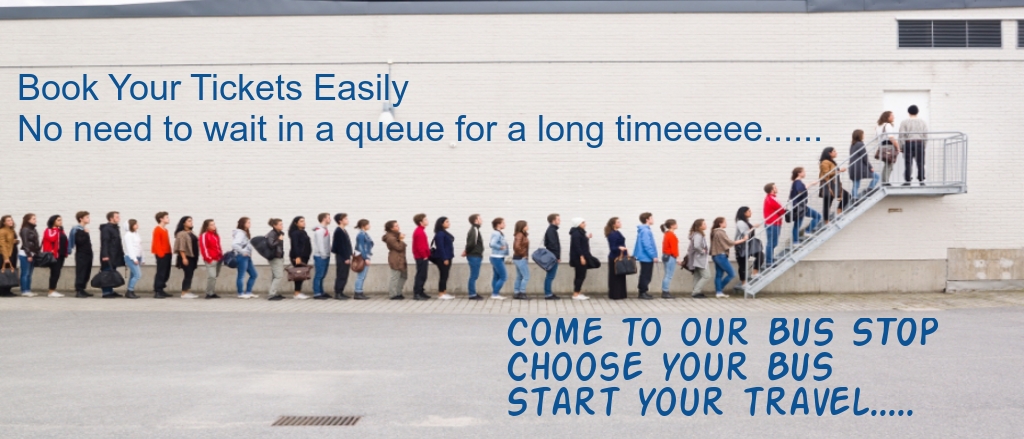 Book Your Tickets Easily
No need to wait in a queue for a long timeeeee......
COME TO OUR BUS STOP
CHOOSE YOUR BUS
START YOUR TRAVEL.....